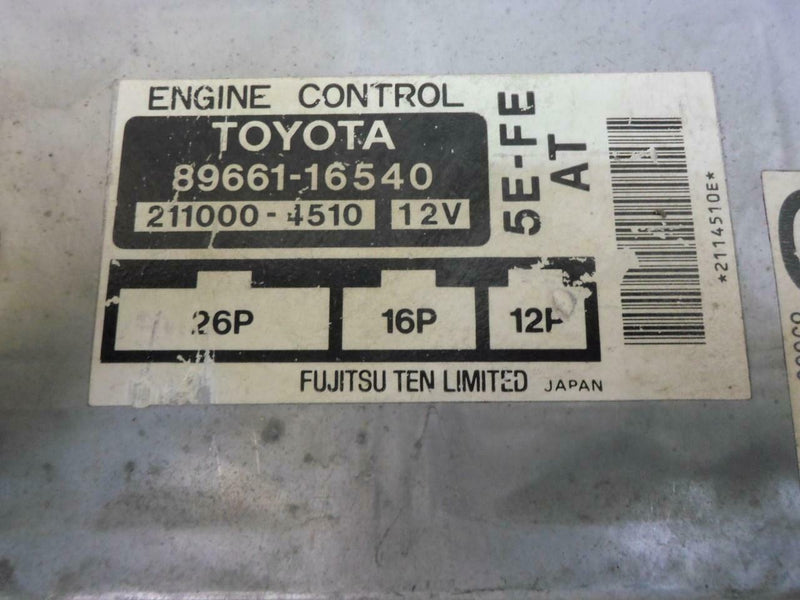 ENGINE CONTROL
TOYOTA
89661-16540
211000-4510 12V
5E-FE
AT
26P 16P 12P
FUJITSU TEN LIMITED JAPAN
*2114510E*